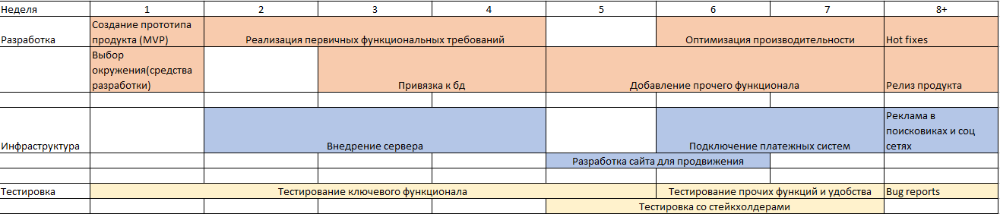 Неделя 1 2 3 4 5 6 7 8+
Создание прототипа
Разработка продукта (MVP) Реализация первичных функциональных требований Оптимизация производительности Hot fixes
Выбор
окружения(средства
разработки) Привязка к бд Добавление прочего функционала Релиз продукта
Реклама в
поисковиках и соц
Инфраструктура Внедрение сервера Подключение платежных систем сетях
Разработка сайта для продвижения
Тестировка Тестирование ключевого функционала Тестирование прочих функций и удобства Bug reports
Тестировка со стейкхолдерами